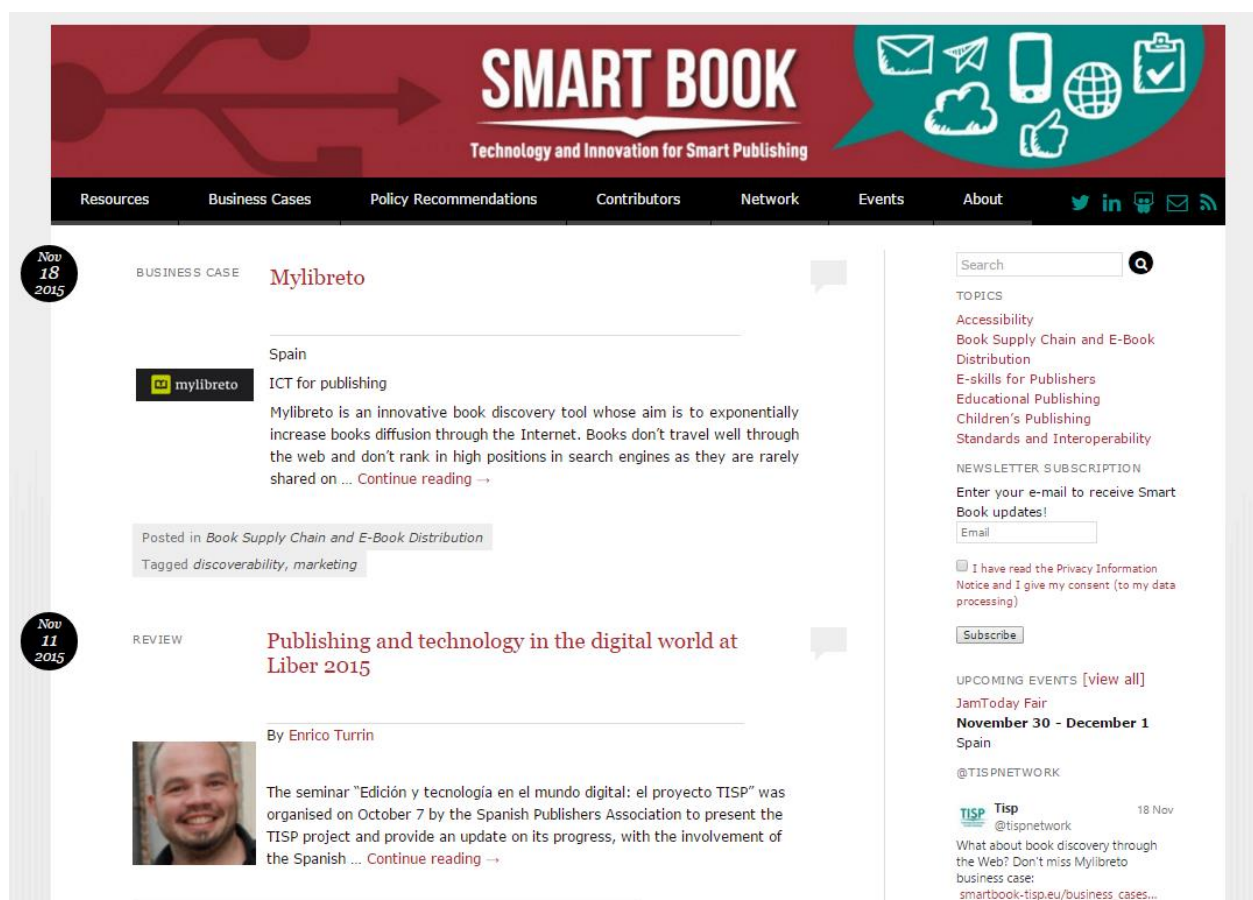 SMART BOOK
Technology and Innovation for Smart Publishing
Resources Business Cases Policy Recommendations Contributors Network Events About
Nov
18
2015
BUSINESS CASE
Mylibreto
mylibreto
Spain
ICT for publishing
Mylibreto is an innovative book discovery tool whose aim is to exponentially
increase books diffusion through the Internet. Books don't travel well through
the web and don't rank in high positions in search engines as they are rarely
shared on ... Continue reading →
Posted in Book Supply Chain and E-Book Distribution
Tagged discoverability, marketing
Nov
11
2015
REVIEW
Publishing and technology in the digital world at
Liber 2015
By Enrico Turrin
The seminar "Edición y tecnología en el mundo digital: el proyecto TISP" was
organised on October 7 by the Spanish Publishers Association to present the
TISP project and provide an update on its progress, with the involvement of
the Spanish ... Continue reading →
Search
TOPICS
Accessibility
Book Supply Chain and E-Book
Distribution
E-skills for Publishers
Educational Publishing
Children's Publishing
Standards and Interoperability
NEWSLETTER SUBSCRIPTION
Enter your e-mail to receive Smart
Book updates!
Email
I have read the Privacy Information
Notice and I give my consent (to my data
processing)
Subscribe
UPCOMING EVENTS [view all]
JamToday Fair
November 30 - December 1
Spain
@TISPNETWORK
TISP
Tisp 18 Nov
@tispnetwork
What about book discovery through
the Web? Don't miss Mylibreto
business case:
smartbook-tisp.eu/business_cases...